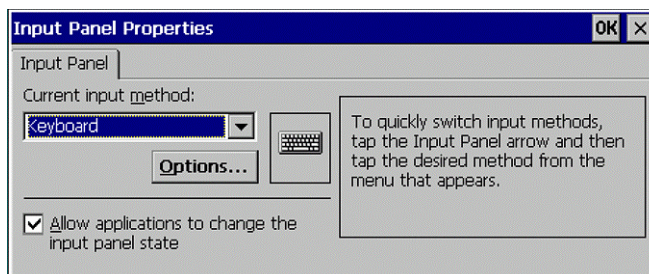 Input Panel Properties OK ×
Input Panel
Current input method:
Keyboard
Options...
To quickly switch input methods,
tap the Input Panel arrow and then
tap the desired method from the
menu that appears.
Allow applications to change the
input panel state